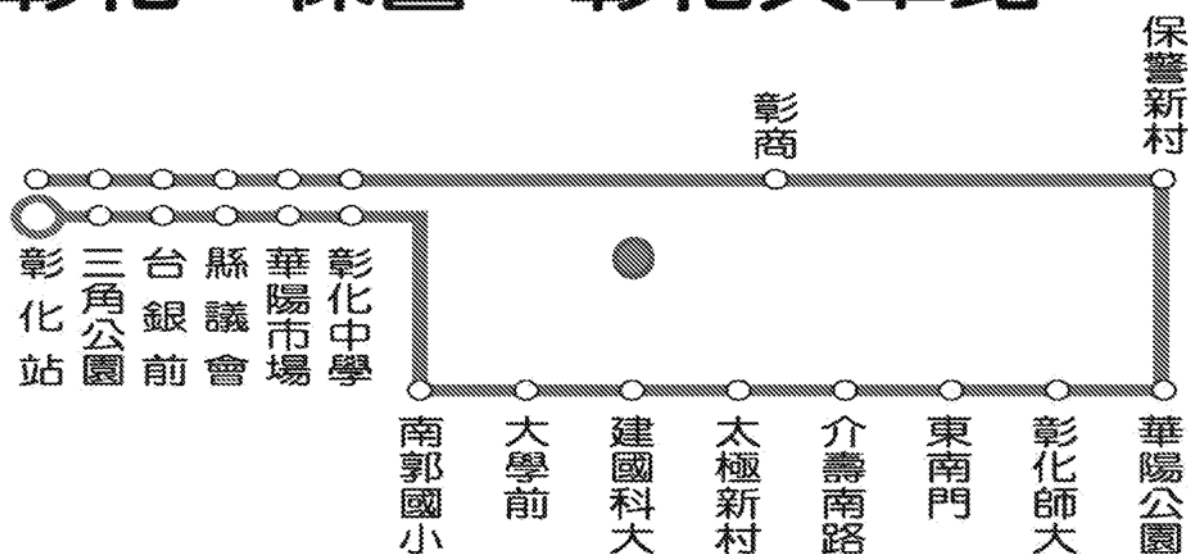 保警新村
彰商
彰化站
三角公園
台銀前
縣議會
華陽市場
彰化中學
南郭國小
大學前
建國科大
太極新村
介壽南路
東南門
彰化師大
華陽公園